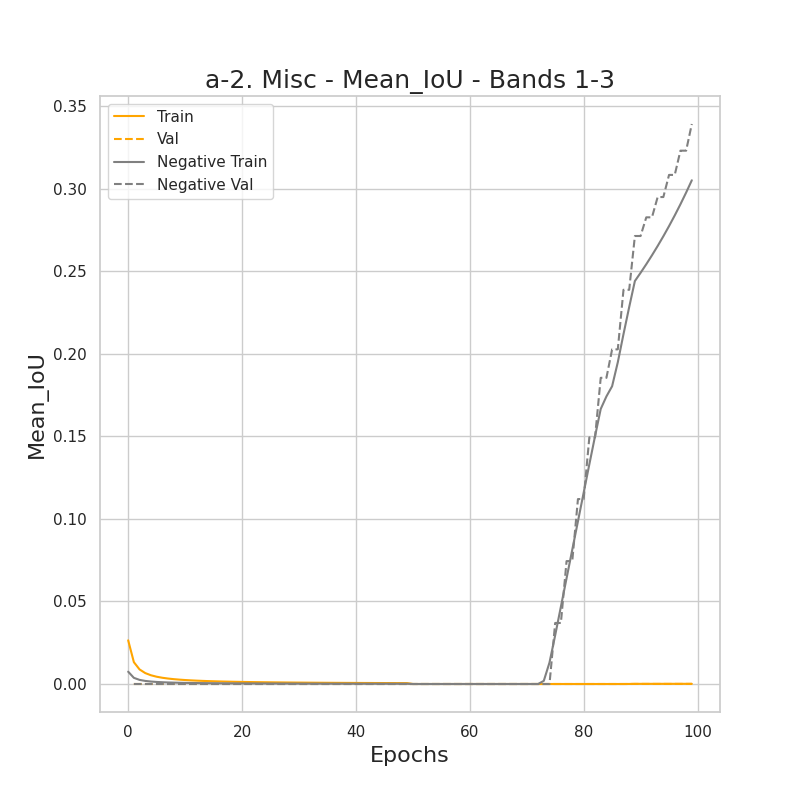 a-2. Misc - Mean_IoU - Bands 1-3
Train
Val
Negative Train
Negative Val
0.35
0.30
0.25
0.20
0.15
0.10
0.05
0.00
Mean_IoU
0 20 40 60 80 100
Epochs